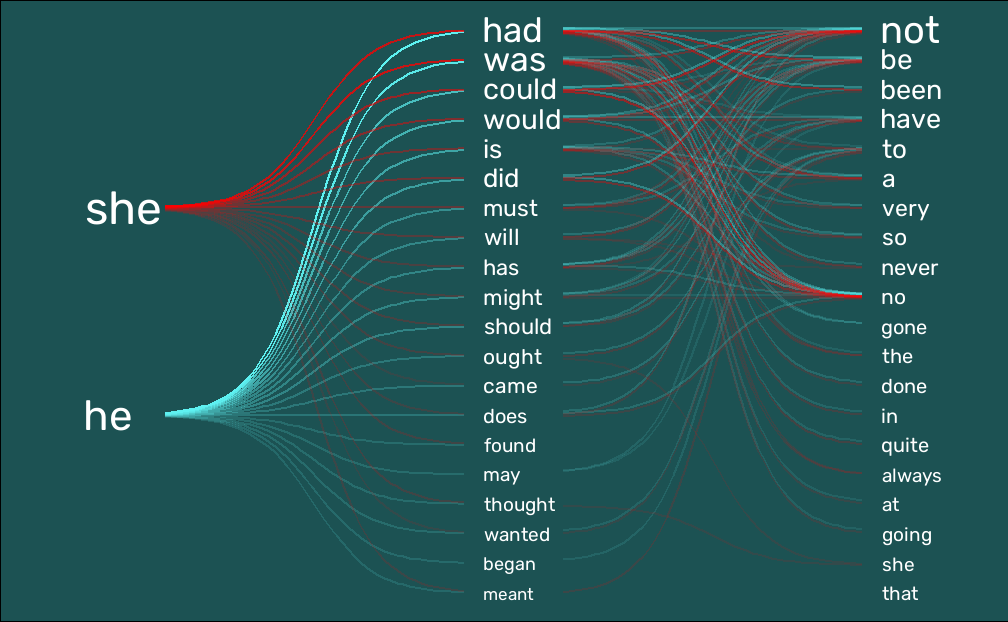 she
he
had
was
could
would
is
did
must
will
has
might
should
ought
came
does
found
may
thought
wanted
began
meant
not
be
been
have
to
a
very
so
never
no
gone
the
done
in
quite
always
at
going
she
that